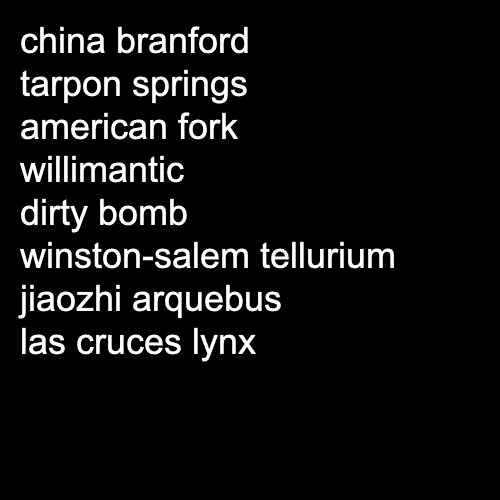 china branford
tarpon springs
american fork
willimantic
dirty bomb
winston-salem tellurium
jiaozhi arquebus
las cruces lynx